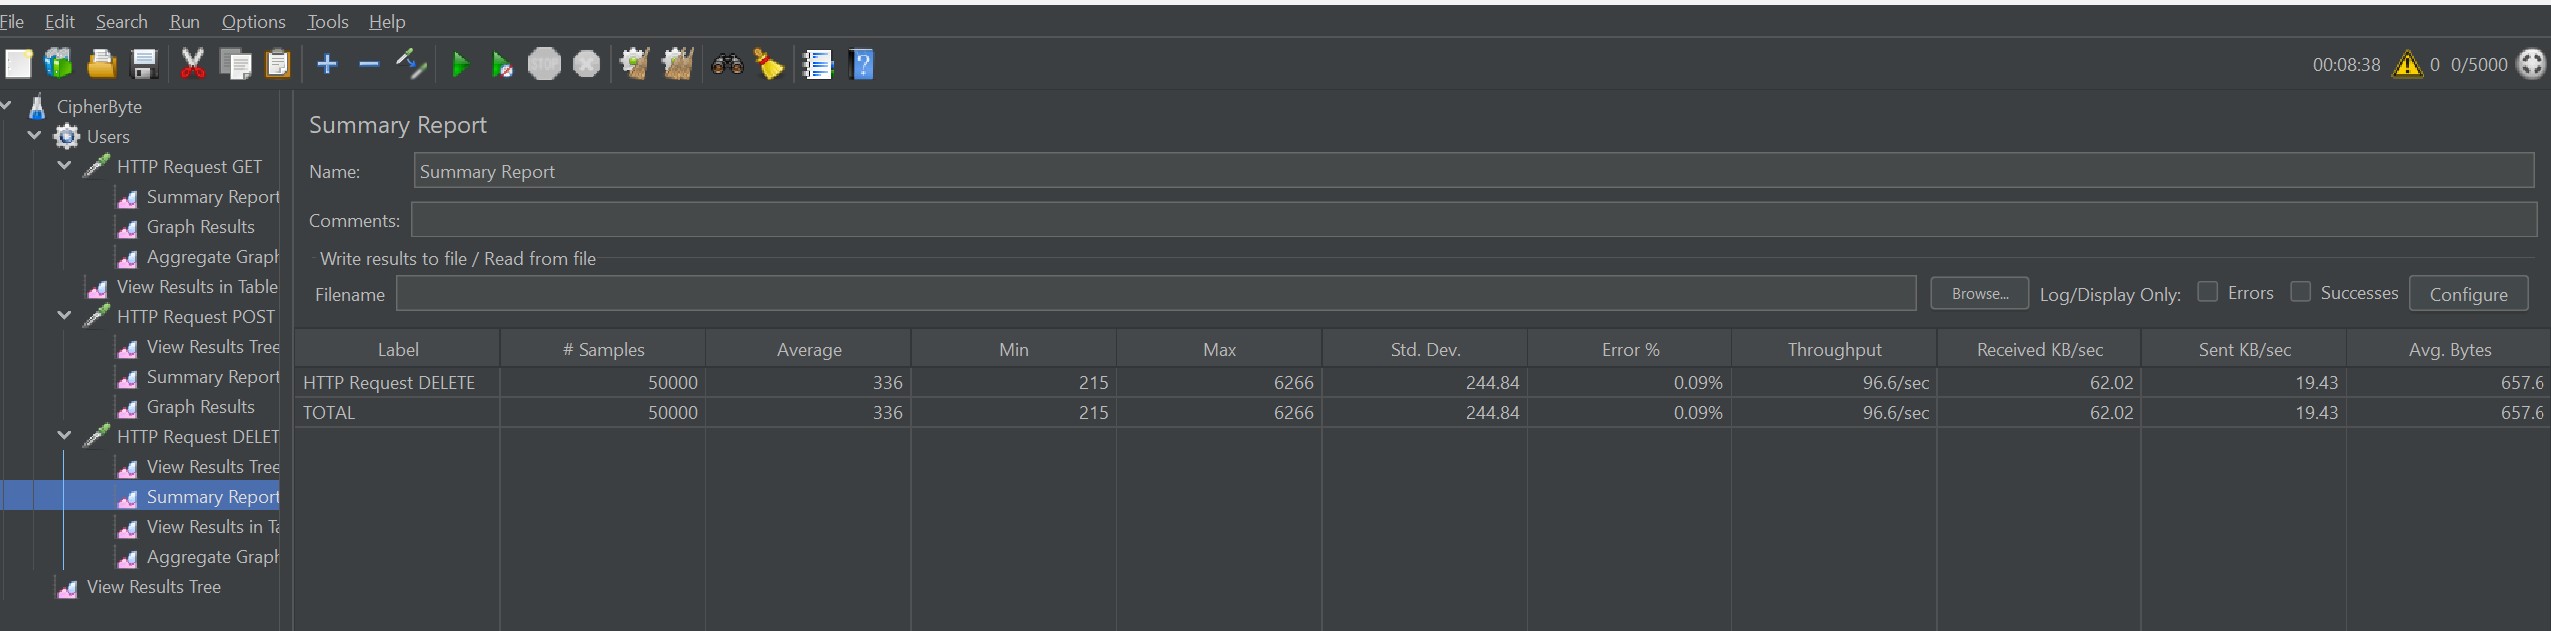 File Edit Search Run Options Tools Help
STOP
?
00:08:38 0 0/5000
CipherByte
Users
HTTP Request GET
Summary Report
Graph Results
Aggregate Graph
View Results in Table
HTTP Request POST
View Results Tree
Summary Report
Graph Results
HTTP Request DELET
View Results Tree
Summary Report
View Results in Ta
Aggregate Graph
View Results Tree
Summary Report
Name: Summary Report
Comments:
Write results to file / Read from file
Filename Browse... Log/Display Only: Errors Successes Configure
Label # Samples Average Min Max Std. Dev. Error % Throughput Received KB/sec Sent KB/sec Avg. Bytes
HTTP Request DELETE 50000 336 215 6266 244.84 0.09% 96.6/sec 62.02 19.43 657.6
TOTAL 50000 336 215 6266 244.84 0.09% 96.6/sec 62.02 19.43 657.6